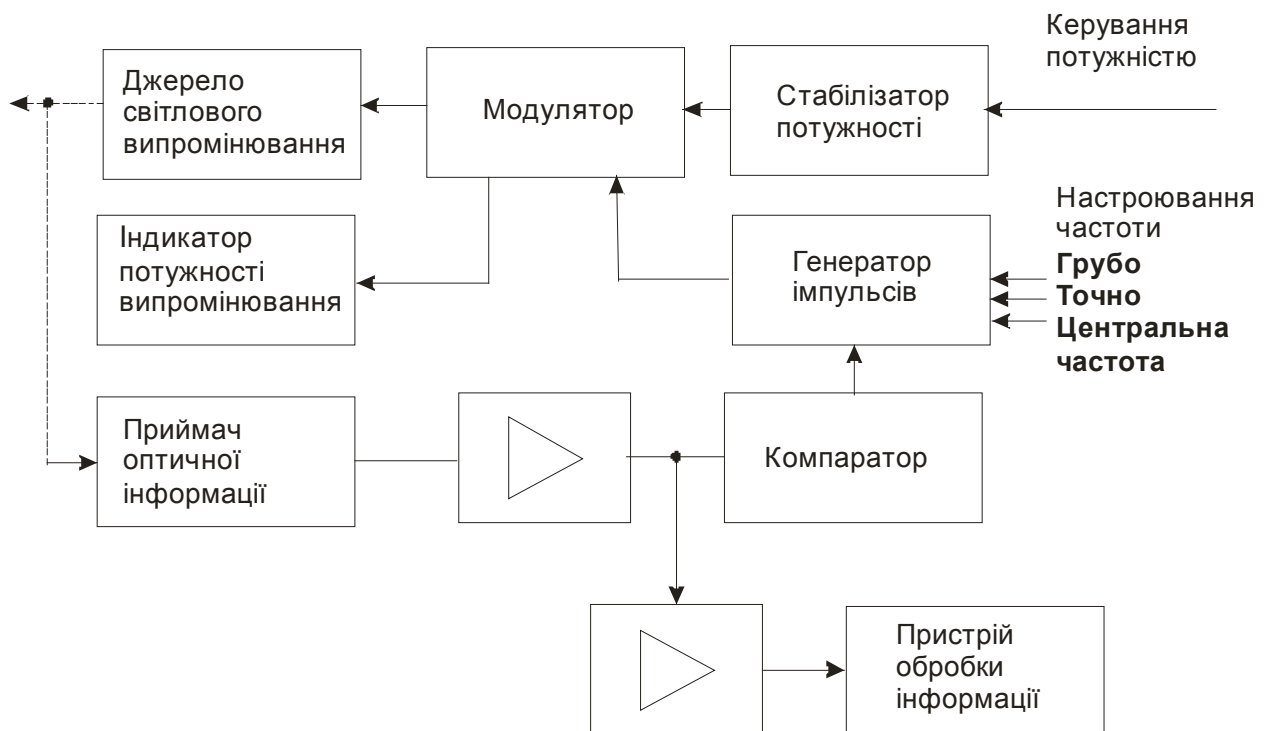 Керування
потужністю
Джерело
світлового
випромінювання
Модулятор
Стабілізатор
потужності
Настроювання
частоти
Грубо
Точно
Центральна
частота
Індикатор
потужності
випромінювання
Генератор
імпульсів
Приймач
оптичної
інформації
Компаратор
Пристрій
обробки
інформації